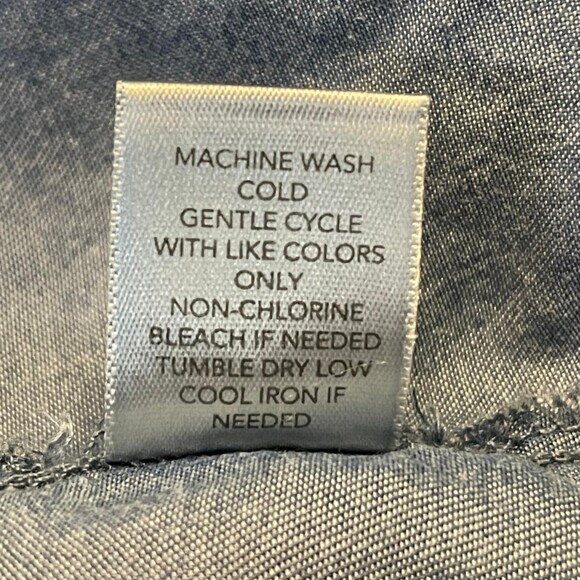 MACHINE WASH
COLD
GENTLE CYCLE
WITH LIKE COLORS
ONLY
NON-CHLORINE
BLEACH IF NEEDED
TUMBLE DRY LOW
COOL IRON IF
NEEDED